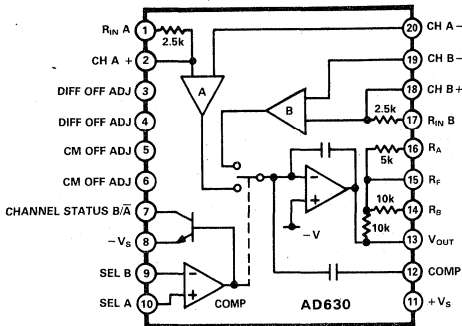 R_IN A 1
2.5k
CH A + 2
DIFF OFF ADJ 3
DIFF OFF ADJ 4
CM OFF ADJ 5
CM OFF ADJ 6
CHANNEL STATUS B/A̅ 7
-V_S 8
SEL B 9
SEL A 10
A
B
-
+
-V
-
+
COMP
AD630
20 CH A-
19 CH B-
18 CH B+
2.5k
17 R_IN B
16 R_A
5k
15 R_F
10k
14 R_B
10k
13 V_OUT
12 COMP
11 +V_S